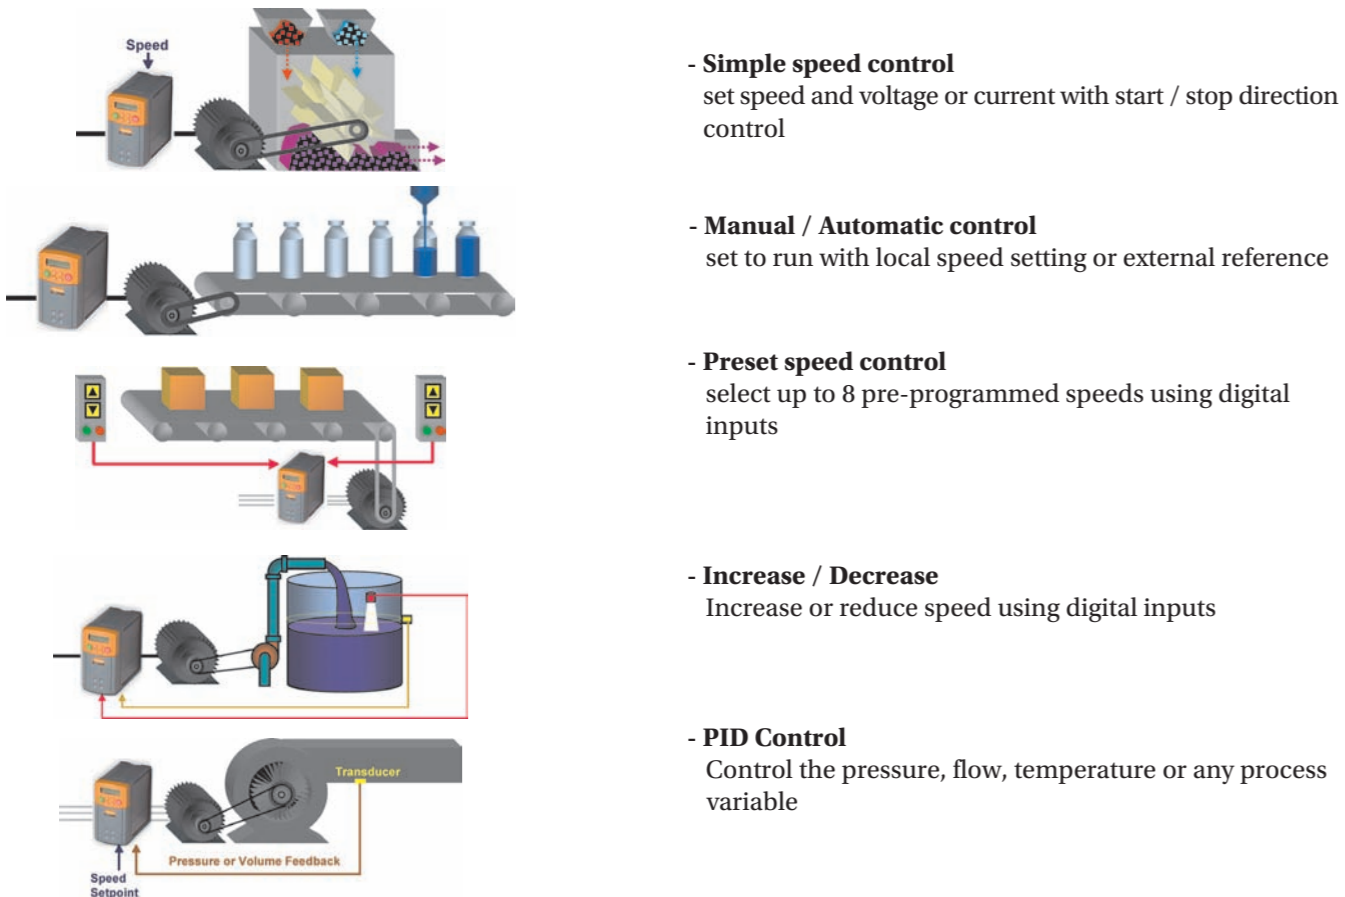 Speed
- Simple speed control
set speed and voltage or current with start / stop direction
control
- Manual / Automatic control
set to run with local speed setting or external reference
- Preset speed control
select up to 8 pre-programmed speeds using digital
inputs
- Increase / Decrease
Increase or reduce speed using digital inputs
- PID Control
Control the pressure, flow, temperature or any process
variable
Transducer
Pressure or Volume Feedback
Speed
Setpoint